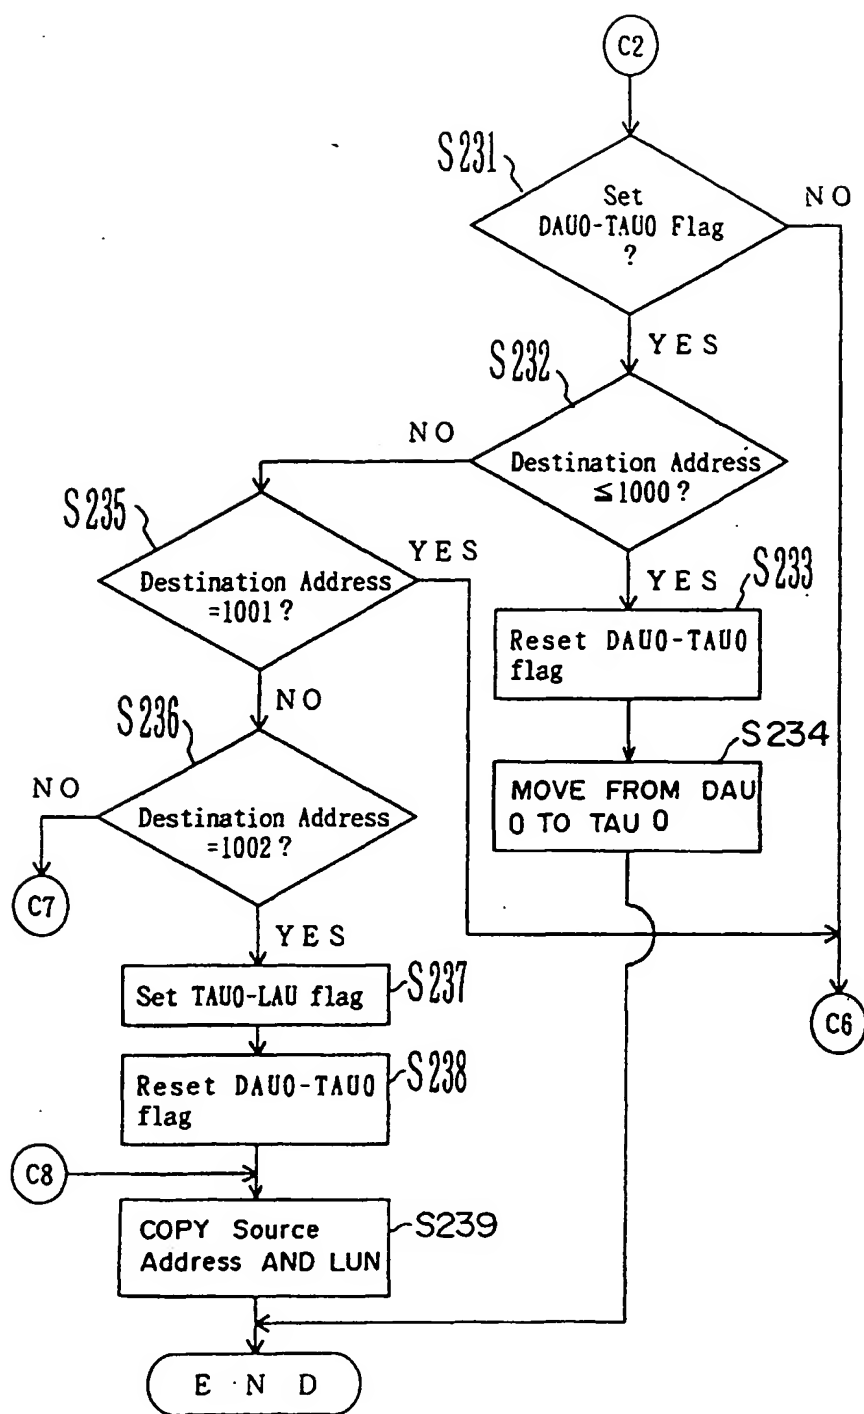 C2
S231
Set
DAU0-TAU0 Flag
?
NO
YES
S232
Destination Address
≦1000?
NO
YES
S235
Destination Address
=1001?
YES
NO
S233
Reset DAU0-TAU0
flag
S234
MOVE FROM DAU
0 TO TAU 0
S236
Destination Address
=1002?
NO
C7
YES
Set TAU0-LAU flag
S237
Reset DAU0-TAU0
flag
S238
C6
C8
COPY Source
Address AND LUN
S239
END